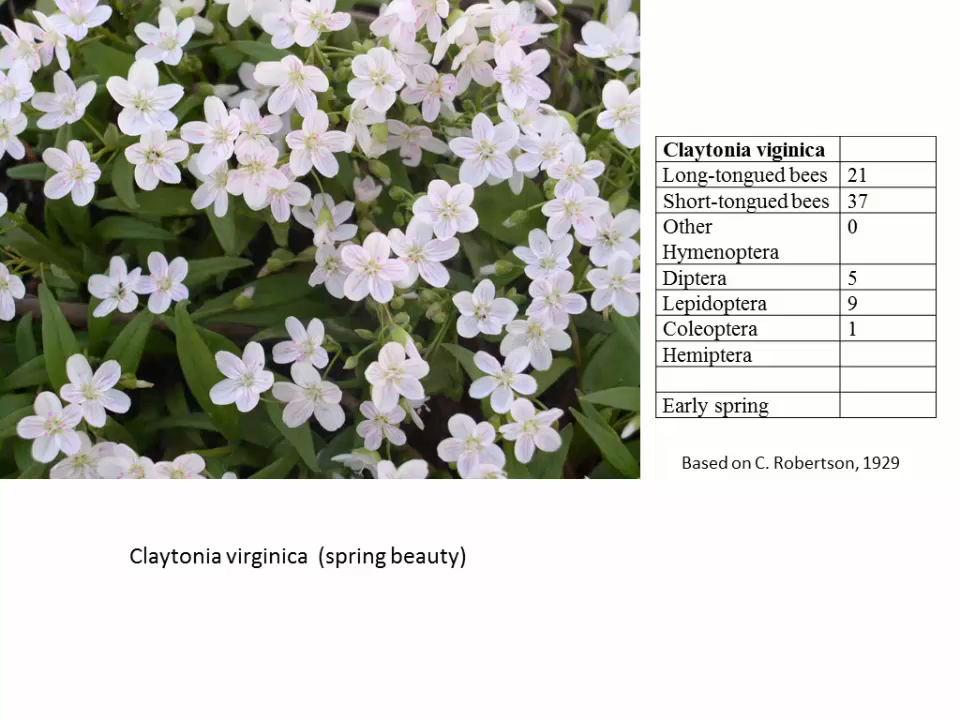 Claytonia viginica
Long-tongued bees 21
Short-tongued bees 37
Other 0
Hymenoptera
Diptera 5
Lepidoptera 9
Coleoptera 1
Hemiptera
Early spring
Based on C. Robertson, 1929
Claytonia virginica (spring beauty)